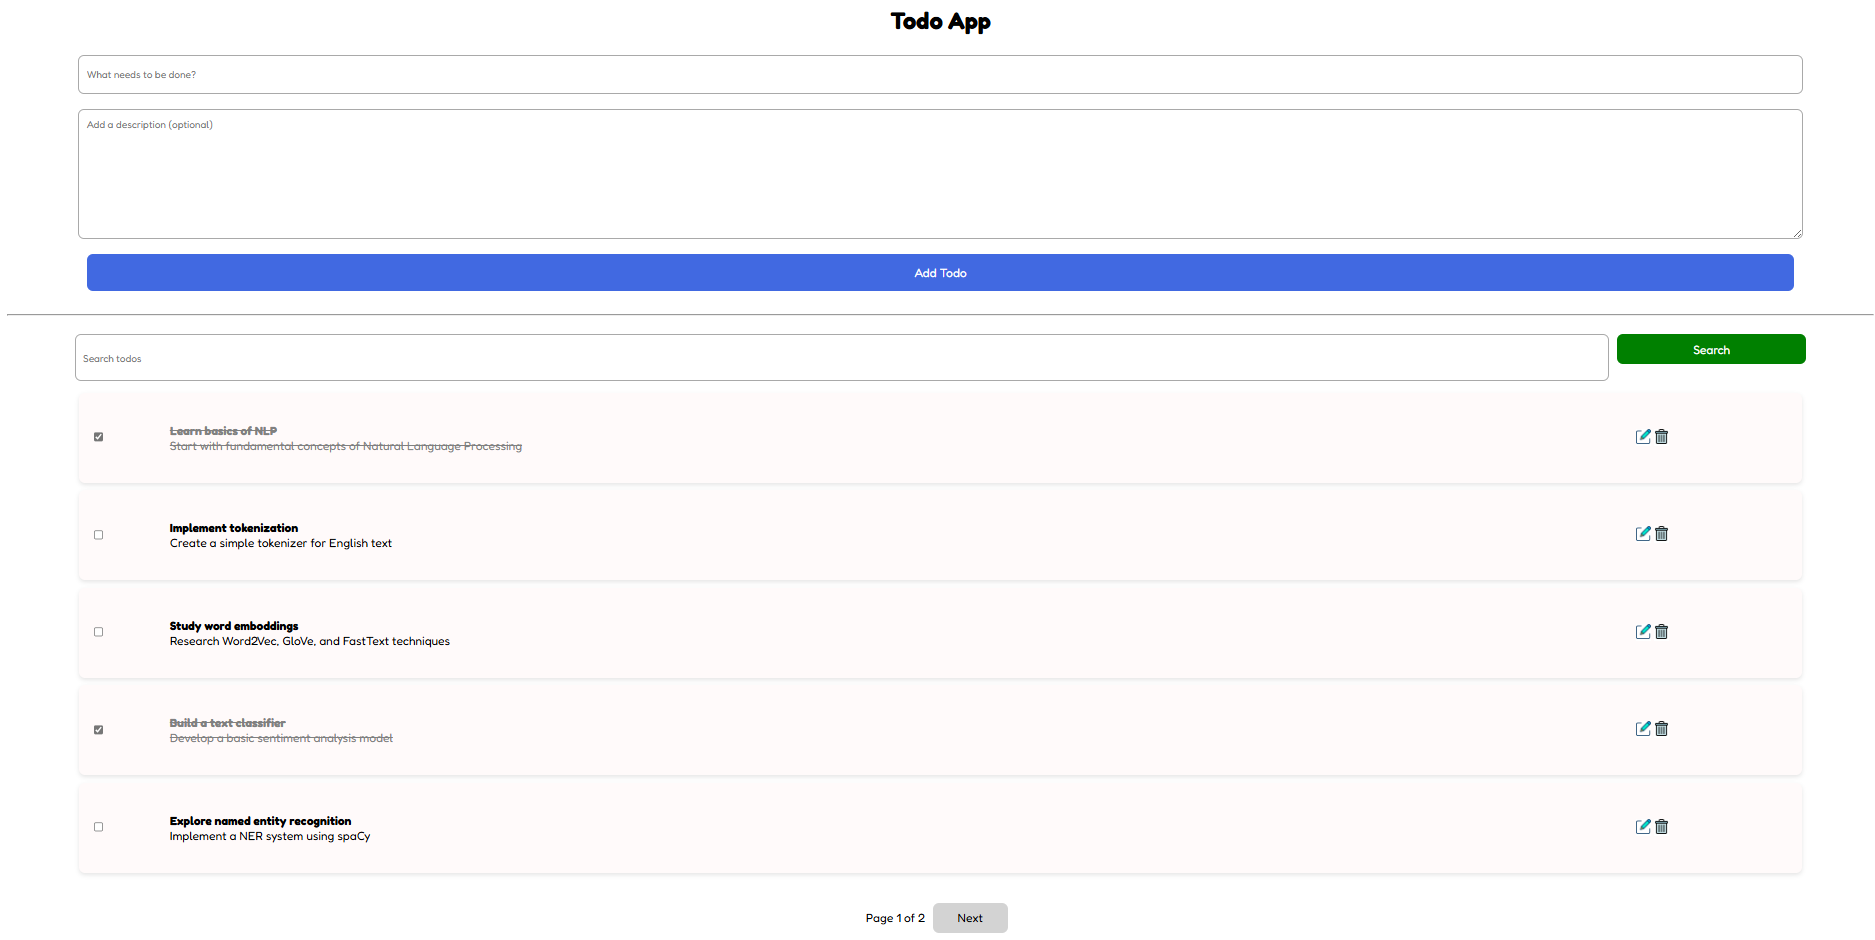 Todo App
What needs to be done?
Add a description (optional)
Add Todo
Search todos
Search
Learn basics of NLP
Start with fundamental concepts of Natural Language Processing
Implement tokenization
Create a simple tokenizer for English text
Study word embeddings
Research Word2Vec, GloVe, and FastText techniques
Build a text classifier
Develop a basic sentiment analysis model
Explore named entity recognition
Implement a NER system using spaCy
Page 1 of 2 Next